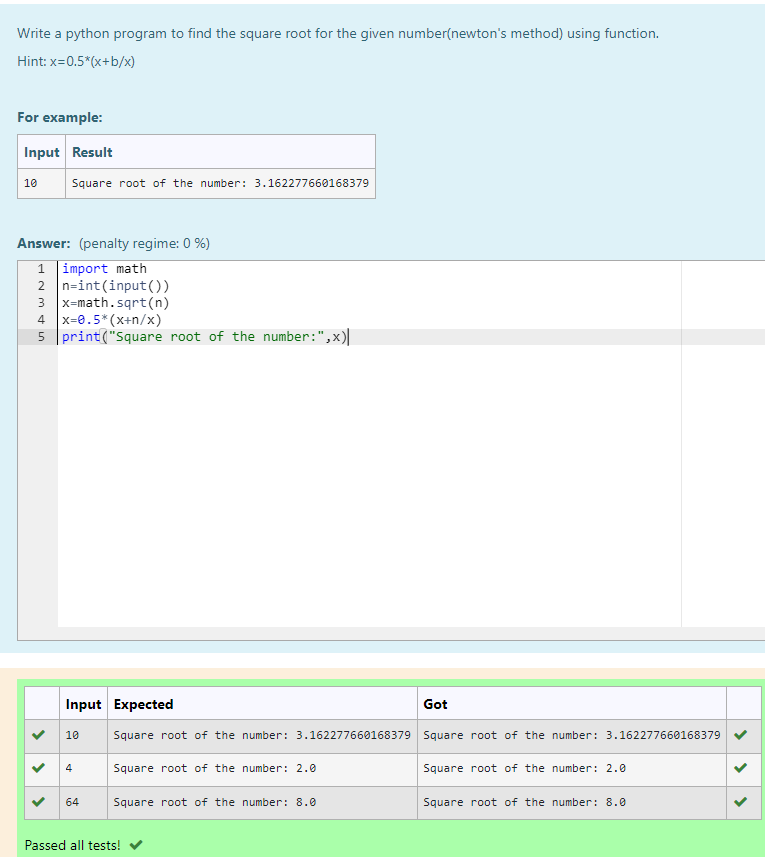 Write a python program to find the square root for the given number(newton's method) using function.
Hint: x=0.5*(x+b/x)
For example:
Input Result
10 Square root of the number: 3.162277660168379
Answer: (penalty regime: 0 %)
1 import math
2 n=int(input())
3 x=math.sqrt(n)
4 x=0.5*(x+n/x)
5 print("Square root of the number:",x)
Input Expected Got
10 Square root of the number: 3.162277660168379 Square root of the number: 3.162277660168379
4 Square root of the number: 2.0 Square root of the number: 2.0
64 Square root of the number: 8.0 Square root of the number: 8.0
Passed all tests!